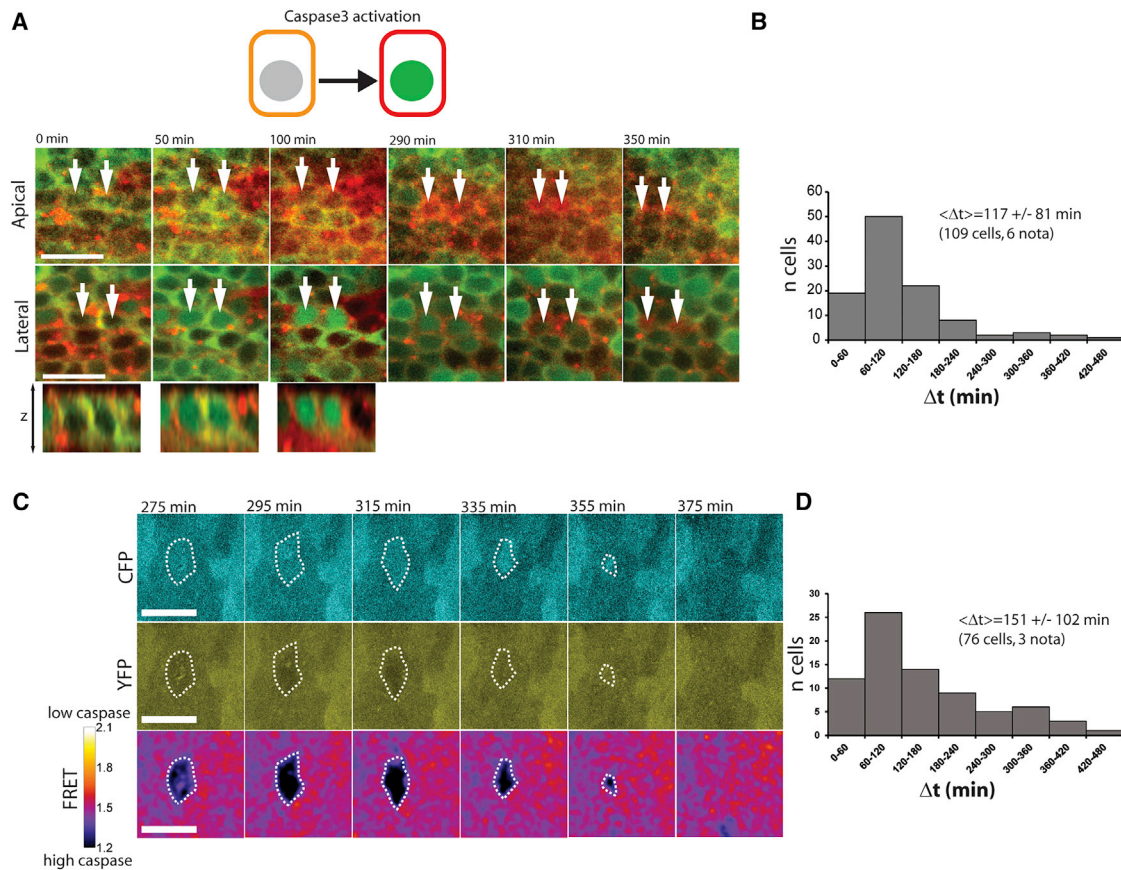 A
Caspase3 activation
0 min
50 min
100 min
290 min
310 min
350 min
Apical
Lateral
z
B
60
50
40
30
20
10
0
n cells
<Δt>=117 +/- 81 min
(109 cells, 6 nota)
0-60
60-120
120-180
180-240
240-300
300-360
360-420
420-480
Δt (min)
C
275 min
295 min
315 min
335 min
355 min
375 min
CFP
YFP
FRET
low caspase
2.1
1.8
1.5
1.2
high caspase
D
30
25
20
15
10
5
0
n cells
<Δt>=151 +/- 102 min
(76 cells, 3 nota)
0-60
60-120
120-180
180-240
240-300
300-360
360-420
420-480
Δt (min)